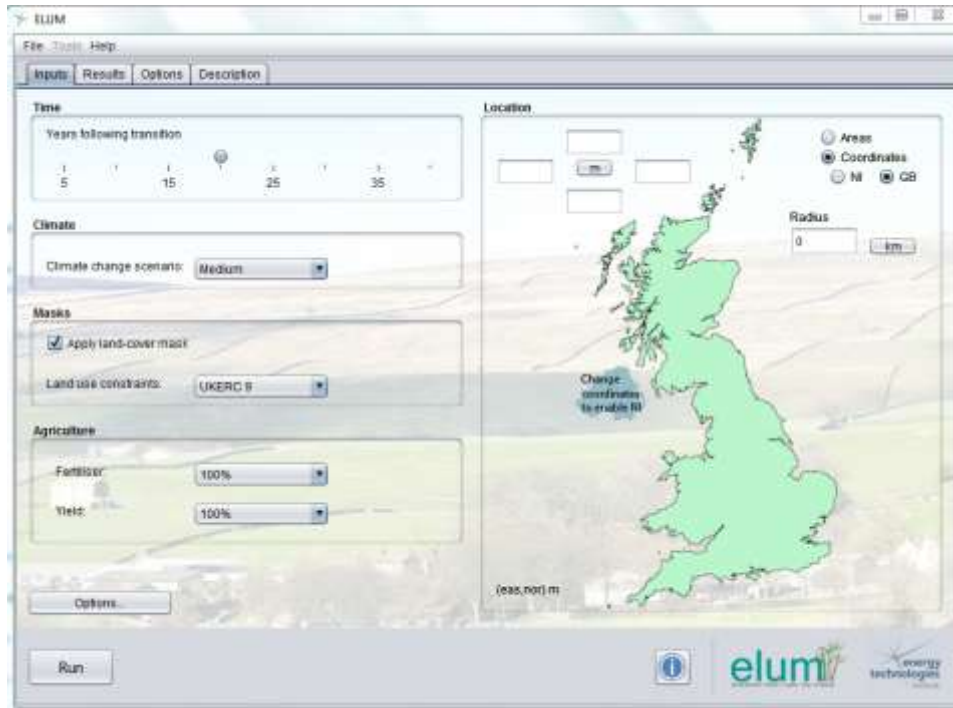 ELUM
File Tools Help
Inputs Results Options Description
Time
Years following transition
5 15 25 35
Climate
Climate change scenario: Medium
Masks
Apply land-cover mask
Land use constraints: UKERC 9
Agriculture
Fertiliser: 100%
Yield: 100%
Options...
Run
Location
m
Areas
Coordinates
NI GB
Radius
0 km
Change
coordinates
to enable NI
(eas,nor) m
elum
energy
technologies